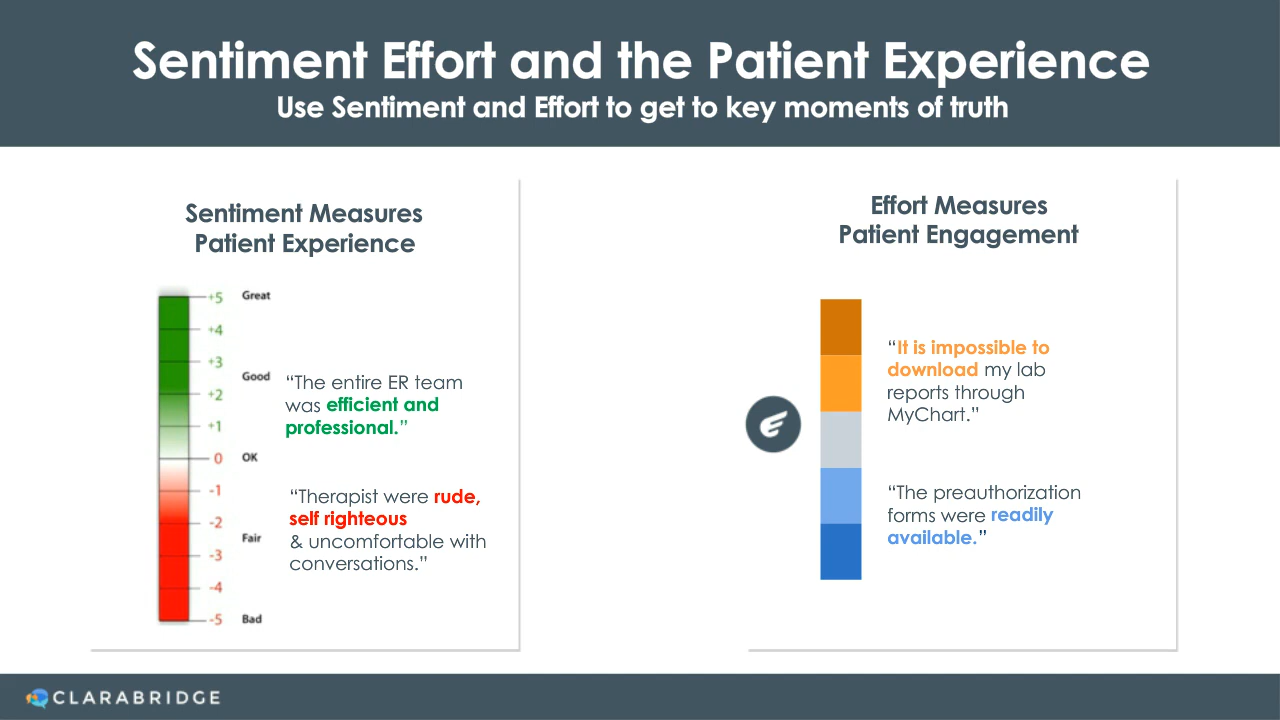 Sentiment Effort and the Patient Experience
Use Sentiment and Effort to get to key moments of truth
Sentiment Measures
Patient Experience
+5 Great
+4
+3
Good
+2
+1
0 OK
-1
-2
Fair
-3
-4
-5 Bad
“The entire ER team
was efficient and
professional.”
“Therapist were rude,
self righteous
& uncomfortable with
conversations.”
Effort Measures
Patient Engagement
“It is impossible to
download my lab
reports through
MyChart.”
“The preauthorization
forms were readily
available.”
CLARABRIDGE